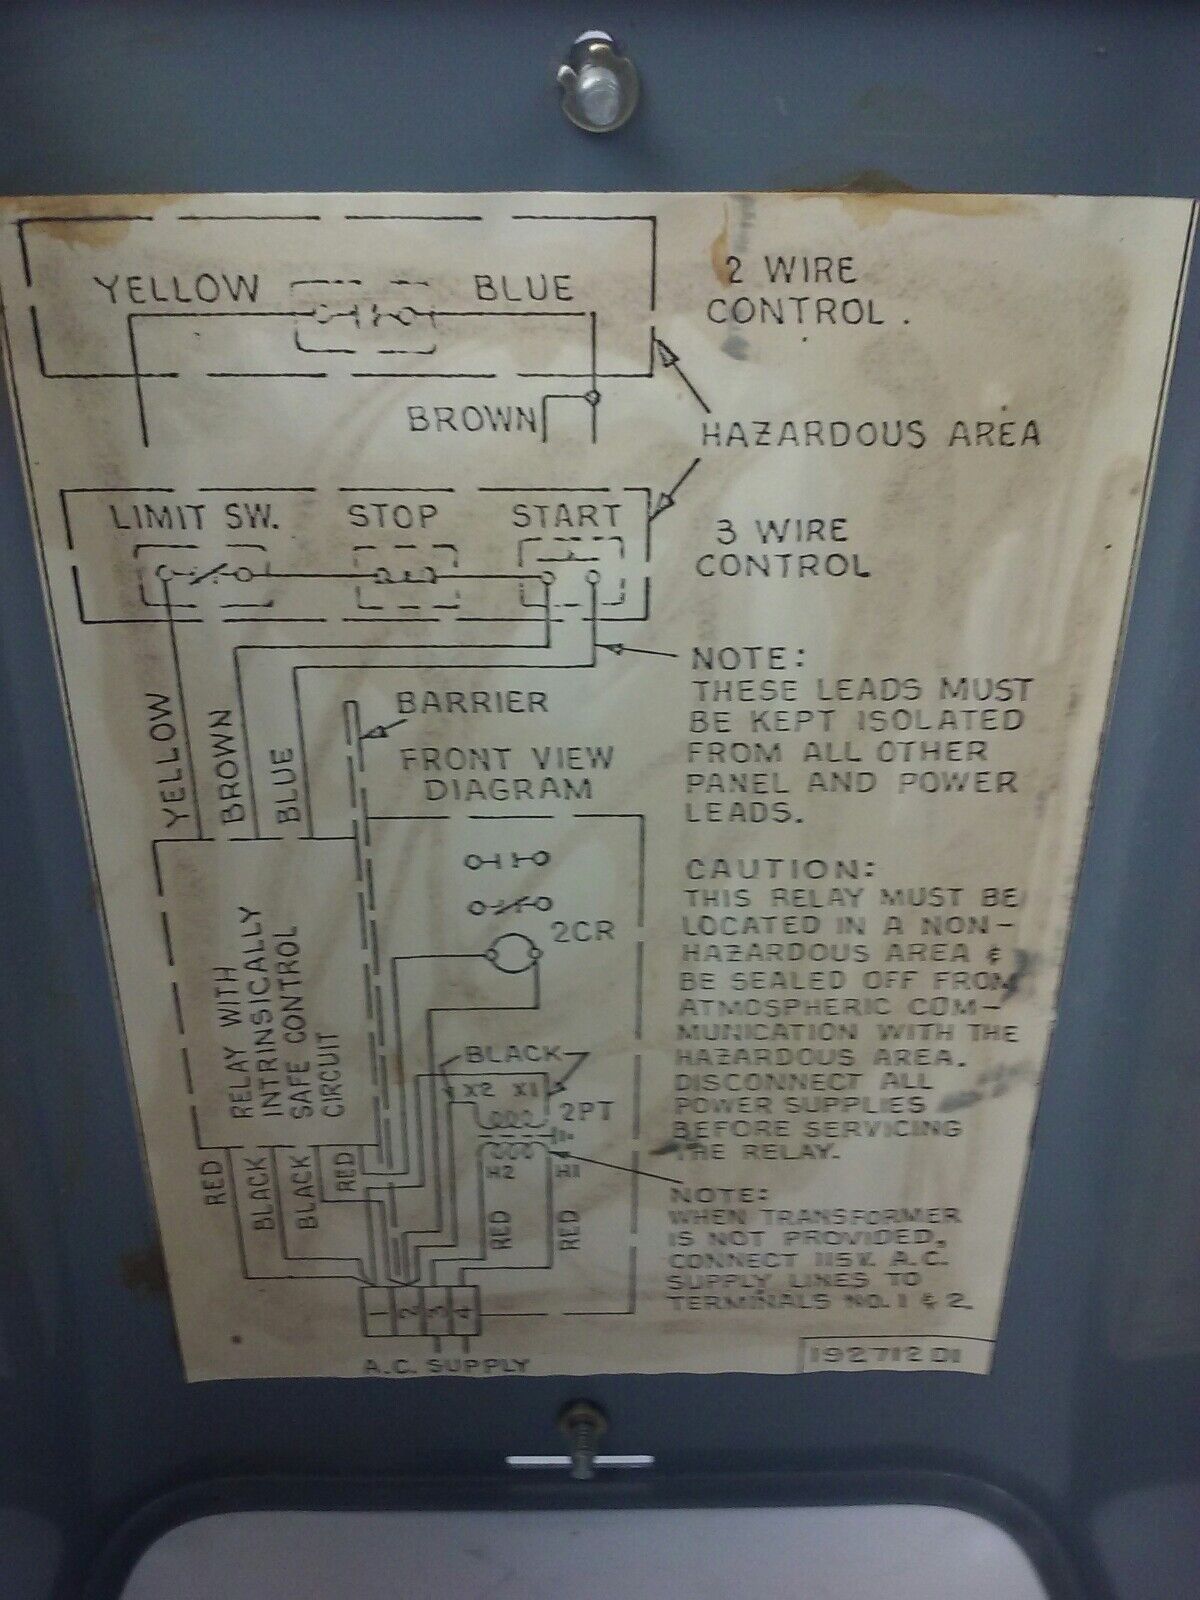 YELLOW BLUE
2 WIRE
CONTROL.
BROWN
HAZARDOUS AREA
LIMIT SW. STOP START
3 WIRE
CONTROL
NOTE:
THESE LEADS MUST
BE KEPT ISOLATED
FROM ALL OTHER
PANEL AND POWER
LEADS.
YELLOW
BROWN
BLUE
BARRIER
FRONT VIEW
DIAGRAM
CAUTION:
THIS RELAY MUST BE
LOCATED IN A NON-
HAZARDOUS AREA &
BE SEALED OFF FROM
ATMOSPHERIC COM-
MUNICATION WITH THE
HAZARDOUS AREA.
DISCONNECT ALL
POWER SUPPLIES
BEFORE SERVICING
THE RELAY.
2CR
RELAY WITH
INTRINSICALLY
SAFE CONTROL
CIRCUIT
BLACK
X2 X1
2PT
H2 H1
RED
BLACK
BLACK
RED
RED
RED
NOTE:
WHEN TRANSFORMER
IS NOT PROVIDED,
CONNECT 115V. A.C.
SUPPLY LINES TO
TERMINALS NO. 1 & 2.
1 2 3 4
A.C. SUPPLY
192712 D1